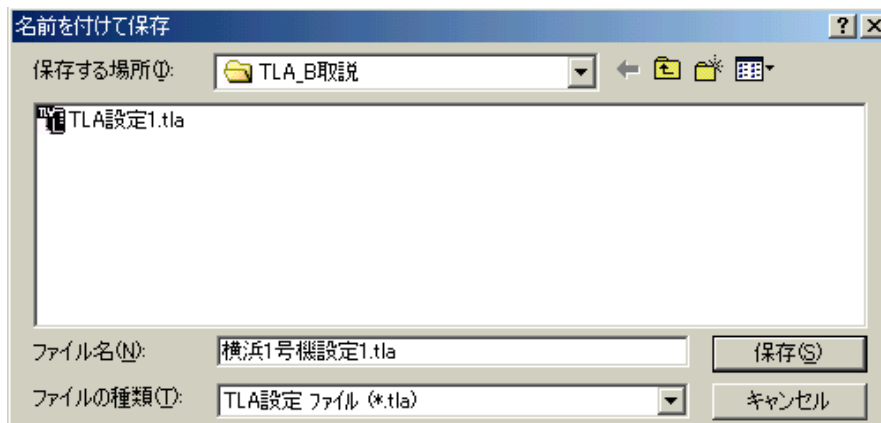 名前を付けて保存
保存する場所(I): TLA_B取説
TLA設定1.tla
ファイル名(N): 横浜1号機設定1.tla 保存(S)
ファイルの種類(T): TLA設定 ファイル (*.tla) キャンセル